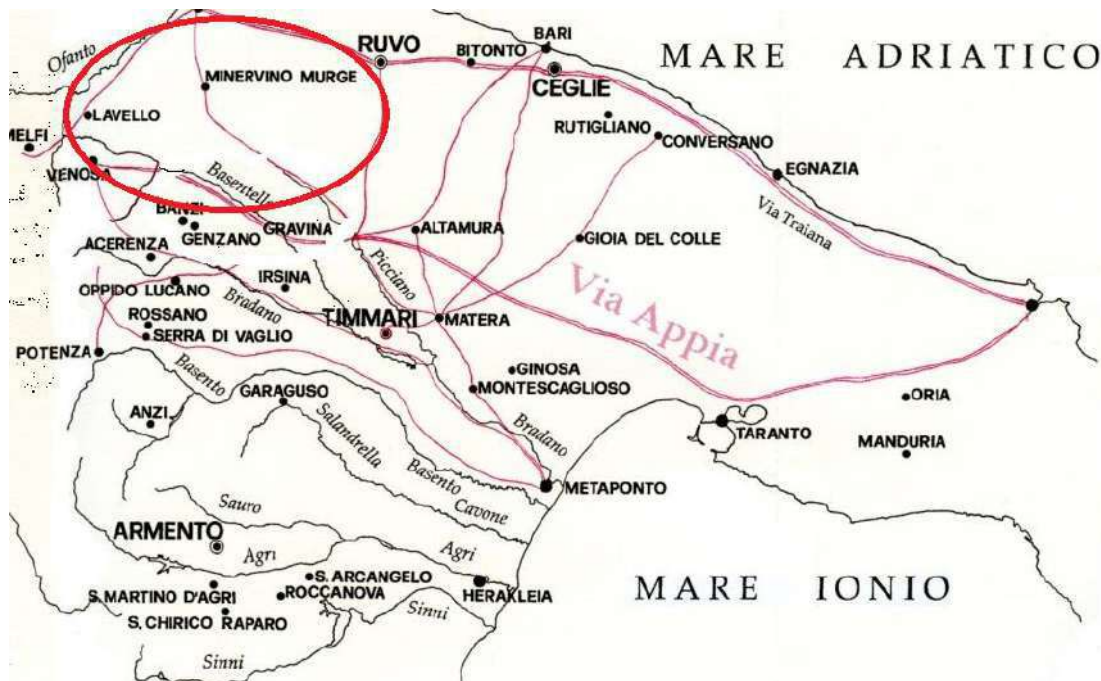 MARE ADRIATICO
BARI
RUVO
BITONTO
CEGLIE
Ofanto
MINERVINO MURGE
LAVELLO
RUTIGLIANO
CONVERSANO
MELFI
VENOSA
EGNAZIA
Basentello
Via Traiana
BANZI
GENZANO
GRAVINA
ALTAMURA
GIOIA DEL COLLE
ACERENZA
Picciano
IRSINA
OPPIDO LUCANO
Bradano
Via Appia
ROSSANO
TIMMARI
MATERA
SERRA DI VAGLIO
POTENZA
GINOSA
MONTESCAGLIOSO
Basento
GARAGUSO
ORIA
ANZI
Salandrella
Bradano
TARANTO
MANDURIA
Basento
METAPONTO
Sauro
Cavone
ARMENTO
Agri
Agri
S. ARCANGELO
S. MARTINO D'AGRI
ROCCANOVA
HERAKLEIA
MARE IONIO
S. CHIRICO RAPARO
Sinni
Sinni